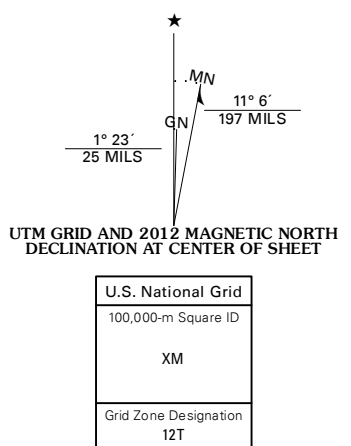 ★
MN
GN
11° 6´
197 MILS
1° 23´
25 MILS
UTM GRID AND 2012 MAGNETIC NORTH
DECLINATION AT CENTER OF SHEET
U.S. National Grid
100,000-m Square ID
XM
Grid Zone Designation
12T